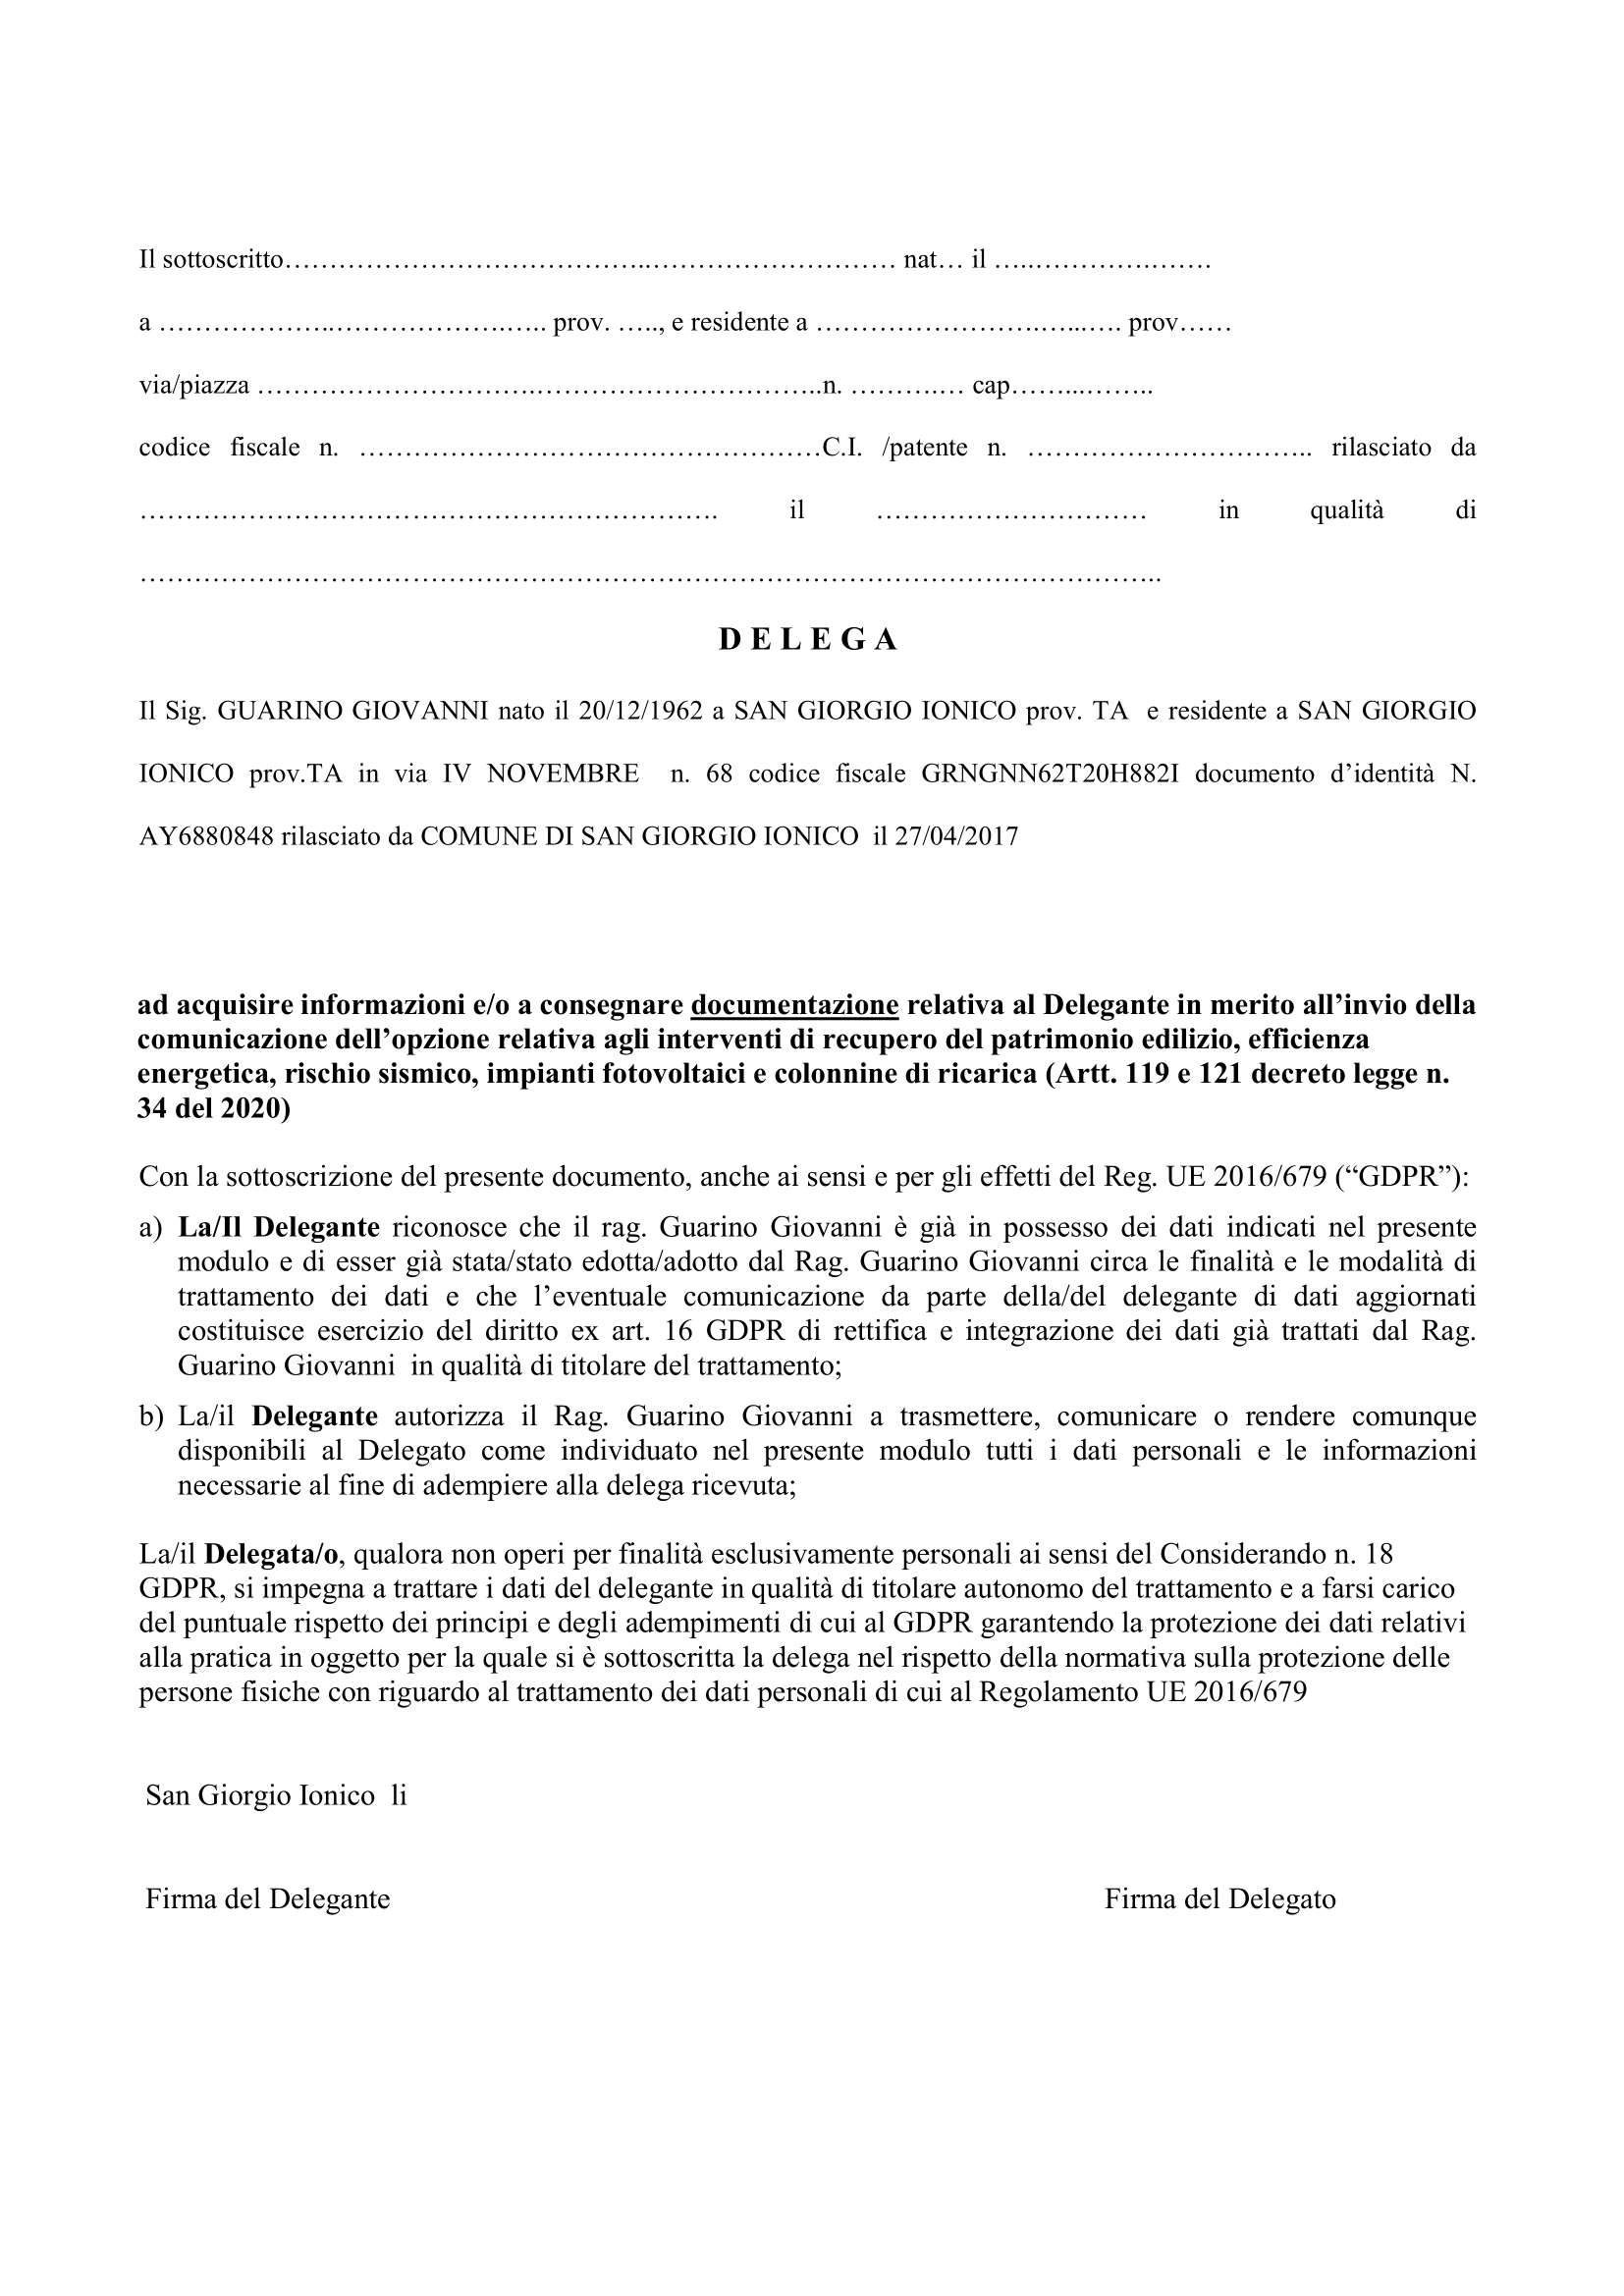 Il sottoscritto…………………………………..……………………… nat… il …..………….…….
a ……………….……………….….. prov. ….., e residente a …………………….…...…. prov……
via/piazza ………………………….…………………………..n. ……….… cap……...……..
codice fiscale n. ……………………………………………C.I. /patente n. ………………………….. rilasciato da
………………………………………………………. il ………………………… in qualità di
…………………………………………………………………………………………………..
D E L E G A
Il Sig. GUARINO GIOVANNI nato il 20/12/1962 a SAN GIORGIO IONICO prov. TA e residente a SAN GIORGIO
IONICO prov.TA in via IV NOVEMBRE n. 68 codice fiscale GRNGNN62T20H882I documento d’identità N.
AY6880848 rilasciato da COMUNE DI SAN GIORGIO IONICO il 27/04/2017
ad acquisire informazioni e/o a consegnare documentazione relativa al Delegante in merito all’invio della
comunicazione dell’opzione relativa agli interventi di recupero del patrimonio edilizio, efficienza
energetica, rischio sismico, impianti fotovoltaici e colonnine di ricarica (Artt. 119 e 121 decreto legge n.
34 del 2020)
Con la sottoscrizione del presente documento, anche ai sensi e per gli effetti del Reg. UE 2016/679 (“GDPR”):
a) La/Il Delegante riconosce che il rag. Guarino Giovanni è già in possesso dei dati indicati nel presente
modulo e di esser già stata/stato edotta/adotto dal Rag. Guarino Giovanni circa le finalità e le modalità di
trattamento dei dati e che l’eventuale comunicazione da parte della/del delegante di dati aggiornati
costituisce esercizio del diritto ex art. 16 GDPR di rettifica e integrazione dei dati già trattati dal Rag.
Guarino Giovanni in qualità di titolare del trattamento;
b) La/il Delegante autorizza il Rag. Guarino Giovanni a trasmettere, comunicare o rendere comunque
disponibili al Delegato come individuato nel presente modulo tutti i dati personali e le informazioni
necessarie al fine di adempiere alla delega ricevuta;
La/il Delegata/o, qualora non operi per finalità esclusivamente personali ai sensi del Considerando n. 18
GDPR, si impegna a trattare i dati del delegante in qualità di titolare autonomo del trattamento e a farsi carico
del puntuale rispetto dei principi e degli adempimenti di cui al GDPR garantendo la protezione dei dati relativi
alla pratica in oggetto per la quale si è sottoscritta la delega nel rispetto della normativa sulla protezione delle
persone fisiche con riguardo al trattamento dei dati personali di cui al Regolamento UE 2016/679
San Giorgio Ionico li
Firma del Delegante Firma del Delegato